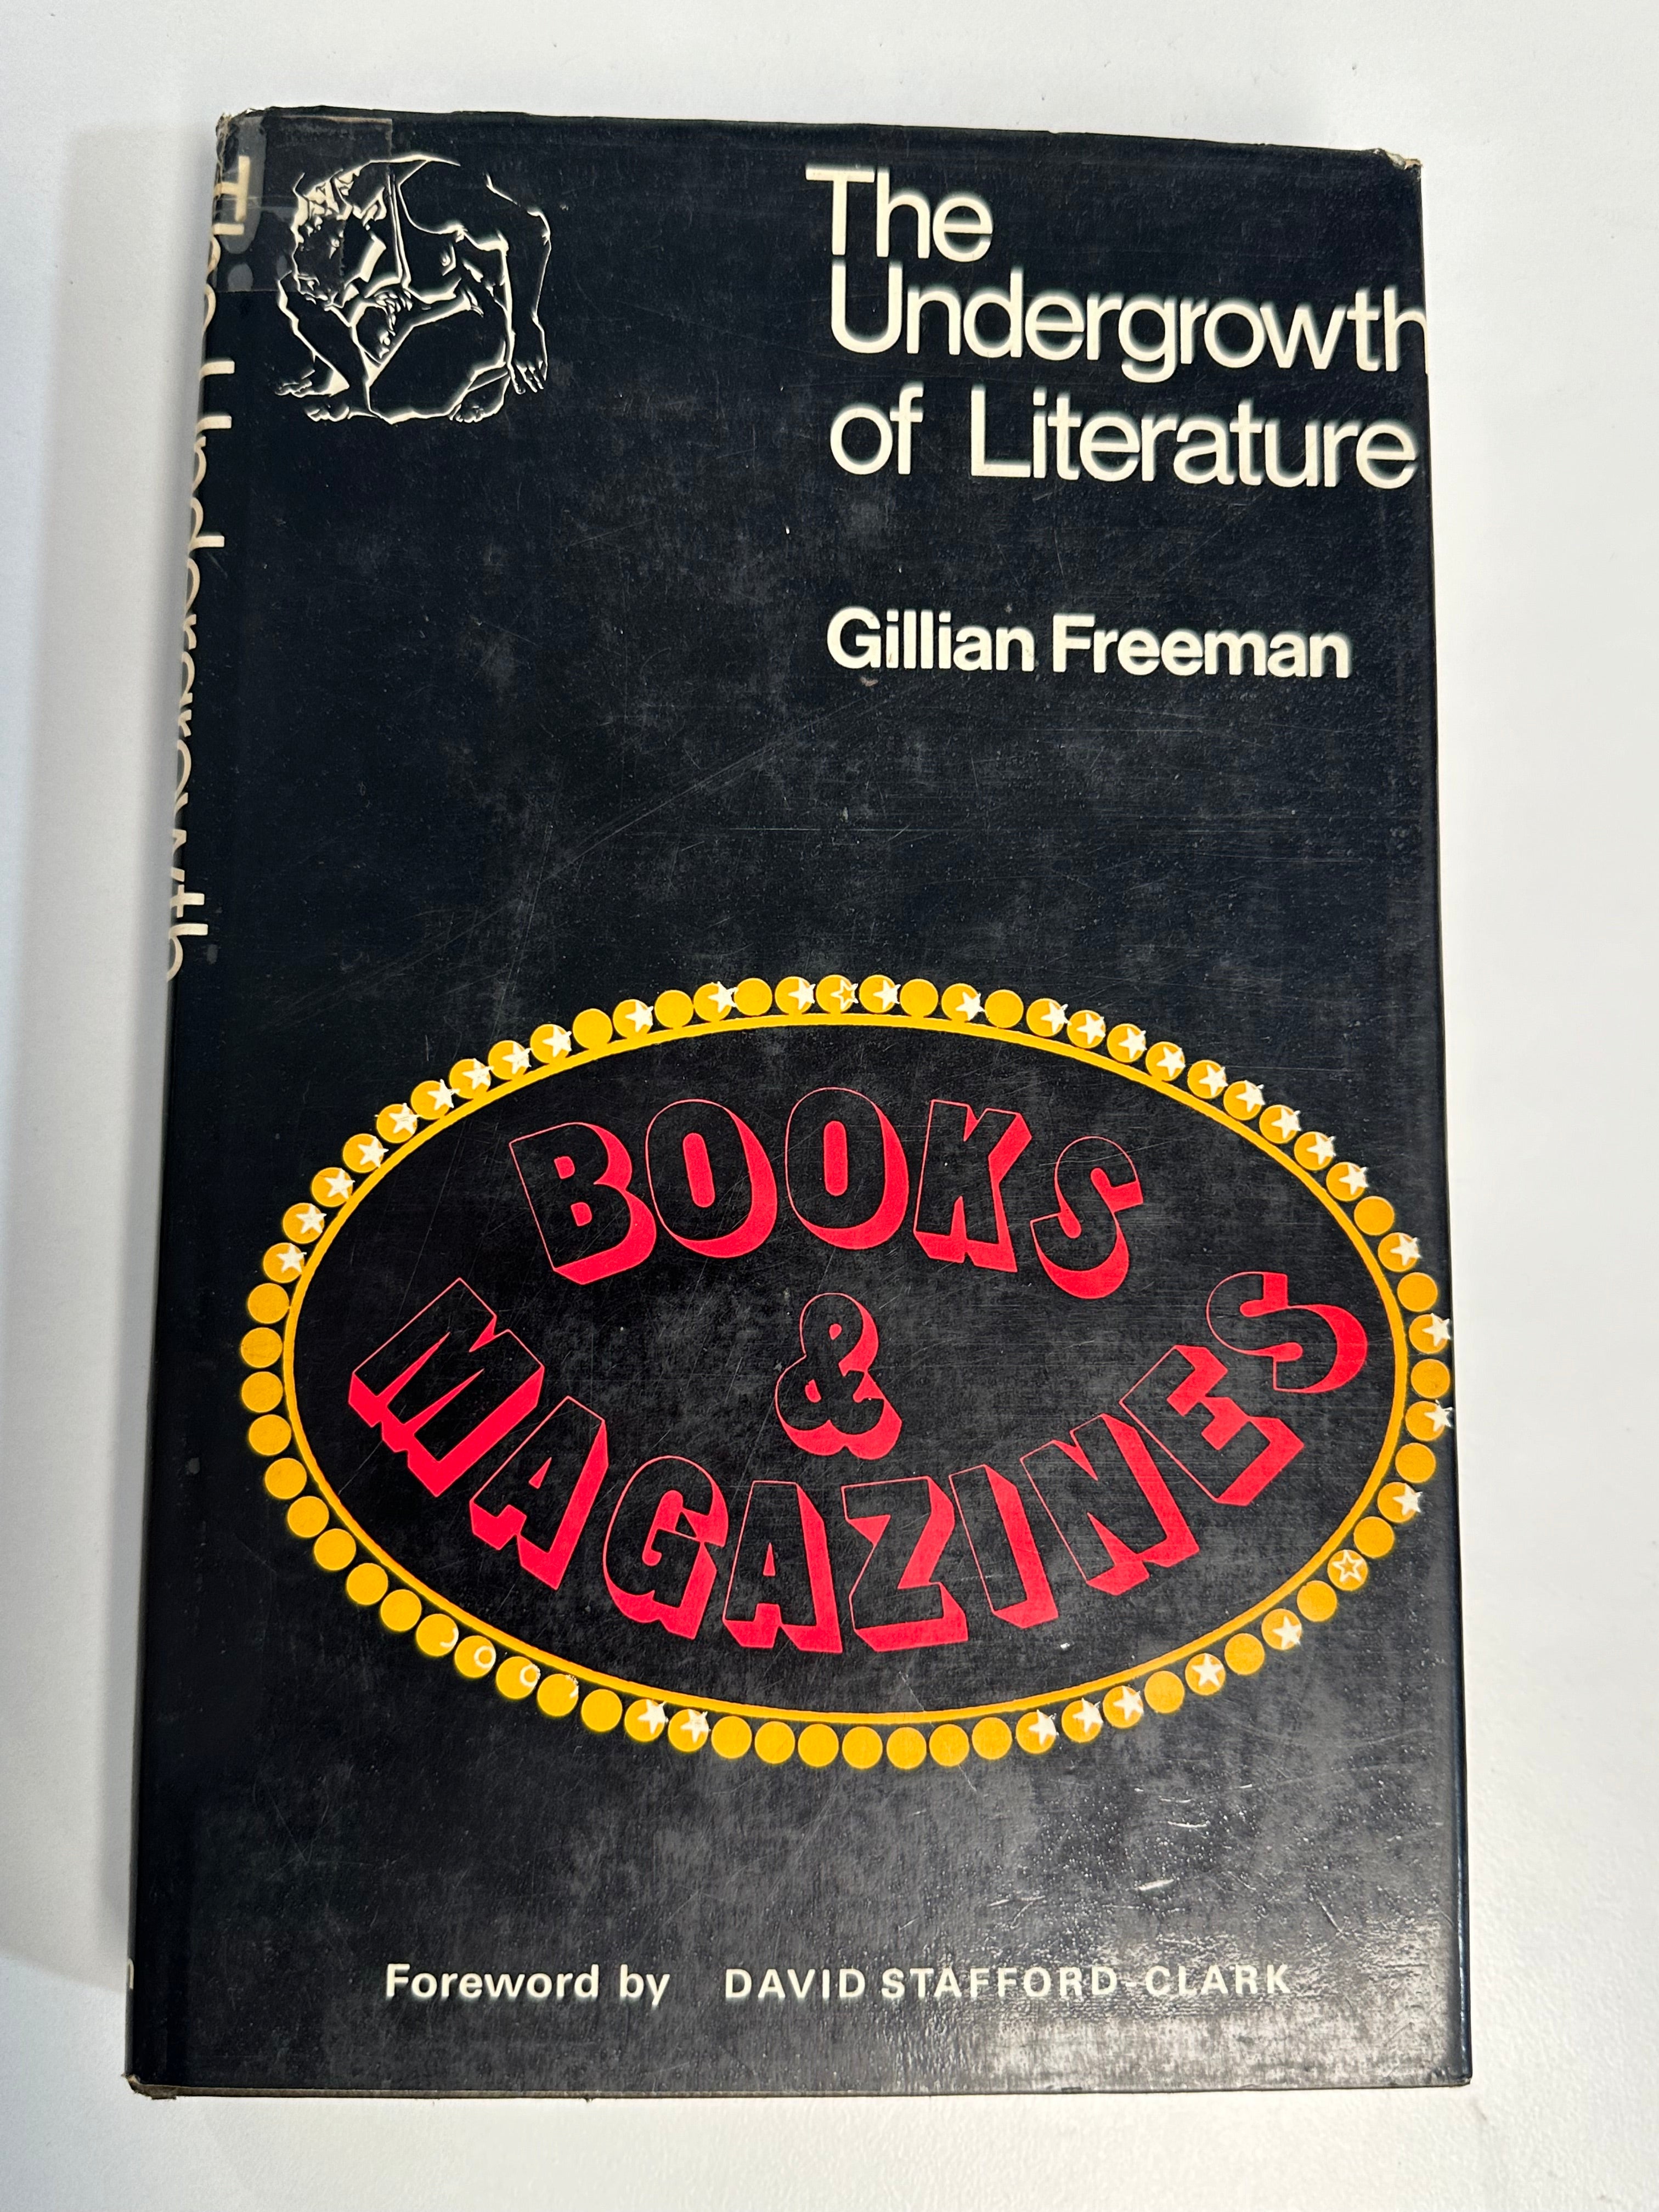 The
Undergrowth
of Literature
Gillian Freeman
BOOKS
&
MAGAZINES
Foreword by DAVID STAFFORD-CLARK
The Undergrowth